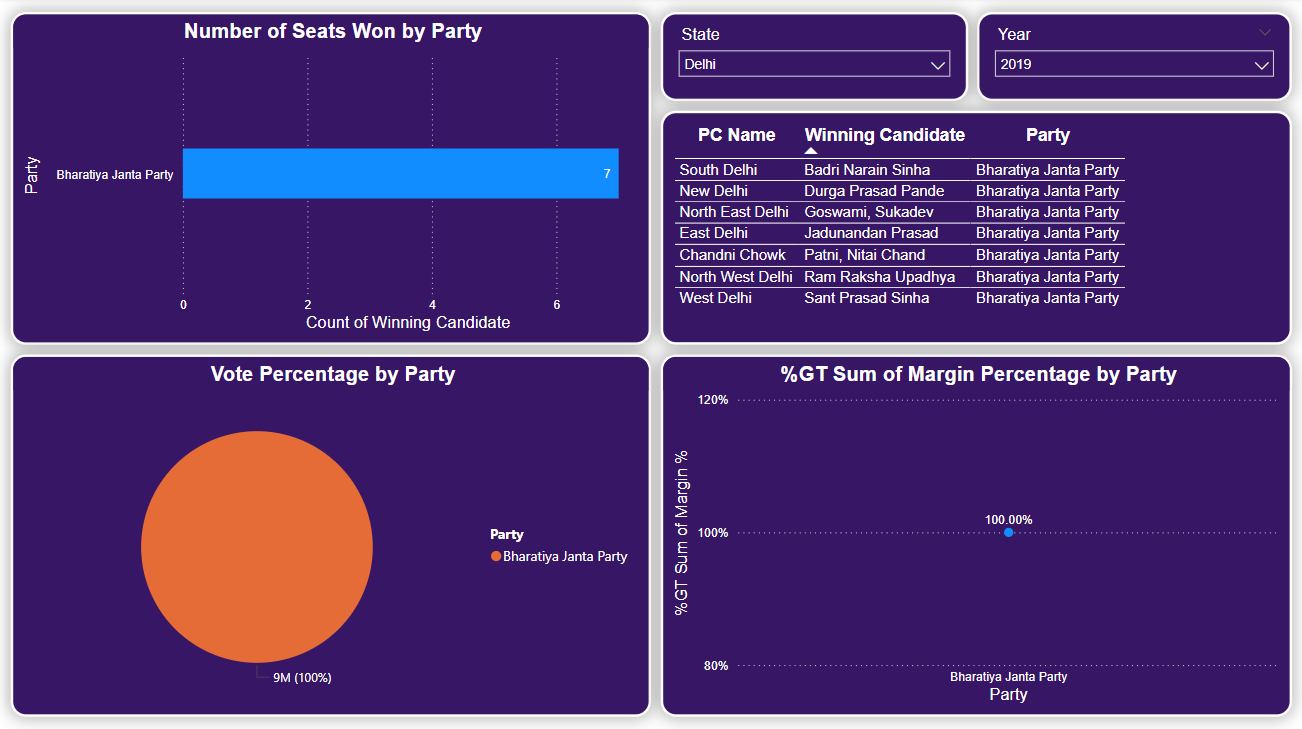 Number of Seats Won by Party
Party
Bharatiya Janta Party
7
0 2 4 6
Count of Winning Candidate
State
Delhi
Year
2019
PC Name Winning Candidate Party
South Delhi Badri Narain Sinha Bharatiya Janta Party
New Delhi Durga Prasad Pande Bharatiya Janta Party
North East Delhi Goswami, Sukadev Bharatiya Janta Party
East Delhi Jadunandan Prasad Bharatiya Janta Party
Chandni Chowk Patni, Nitai Chand Bharatiya Janta Party
North West Delhi Ram Raksha Upadhya Bharatiya Janta Party
West Delhi Sant Prasad Sinha Bharatiya Janta Party
Vote Percentage by Party
Party
Bharatiya Janta Party
9M (100%)
%GT Sum of Margin Percentage by Party
%GT Sum of Margin %
120%
100.00%
100%
80%
Bharatiya Janta Party
Party